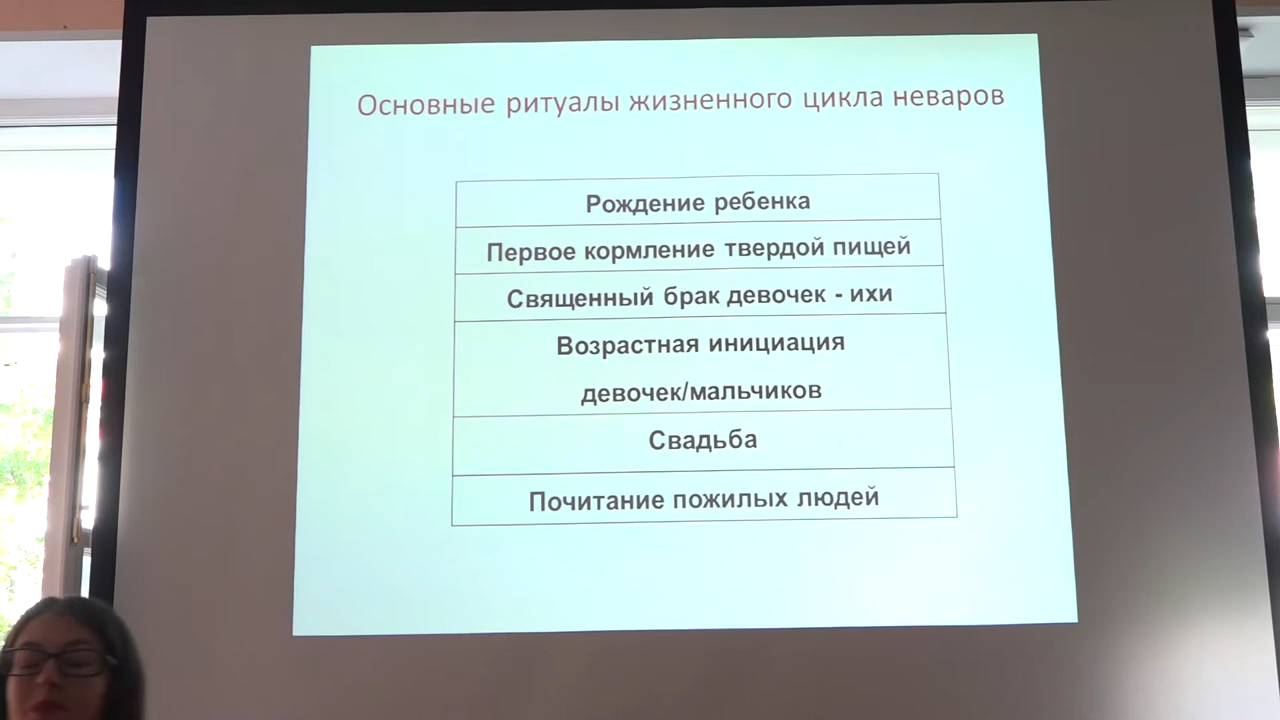 Основные ритуалы жизненного цикла неваров
Рождение ребенка
Первое кормление твердой пищей
Священный брак девочек - ихи
Возрастная инициация
девочек/мальчиков
Свадьба
Почитание пожилых людей